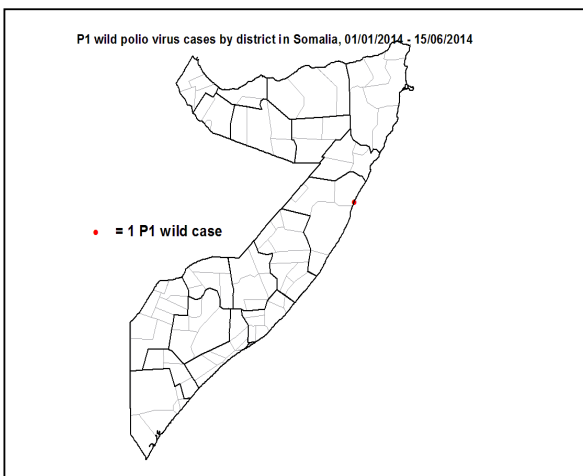 P1 wild polio virus cases by district in Somalia, 01/01/2014 - 15/06/2014
= 1 P1 wild case